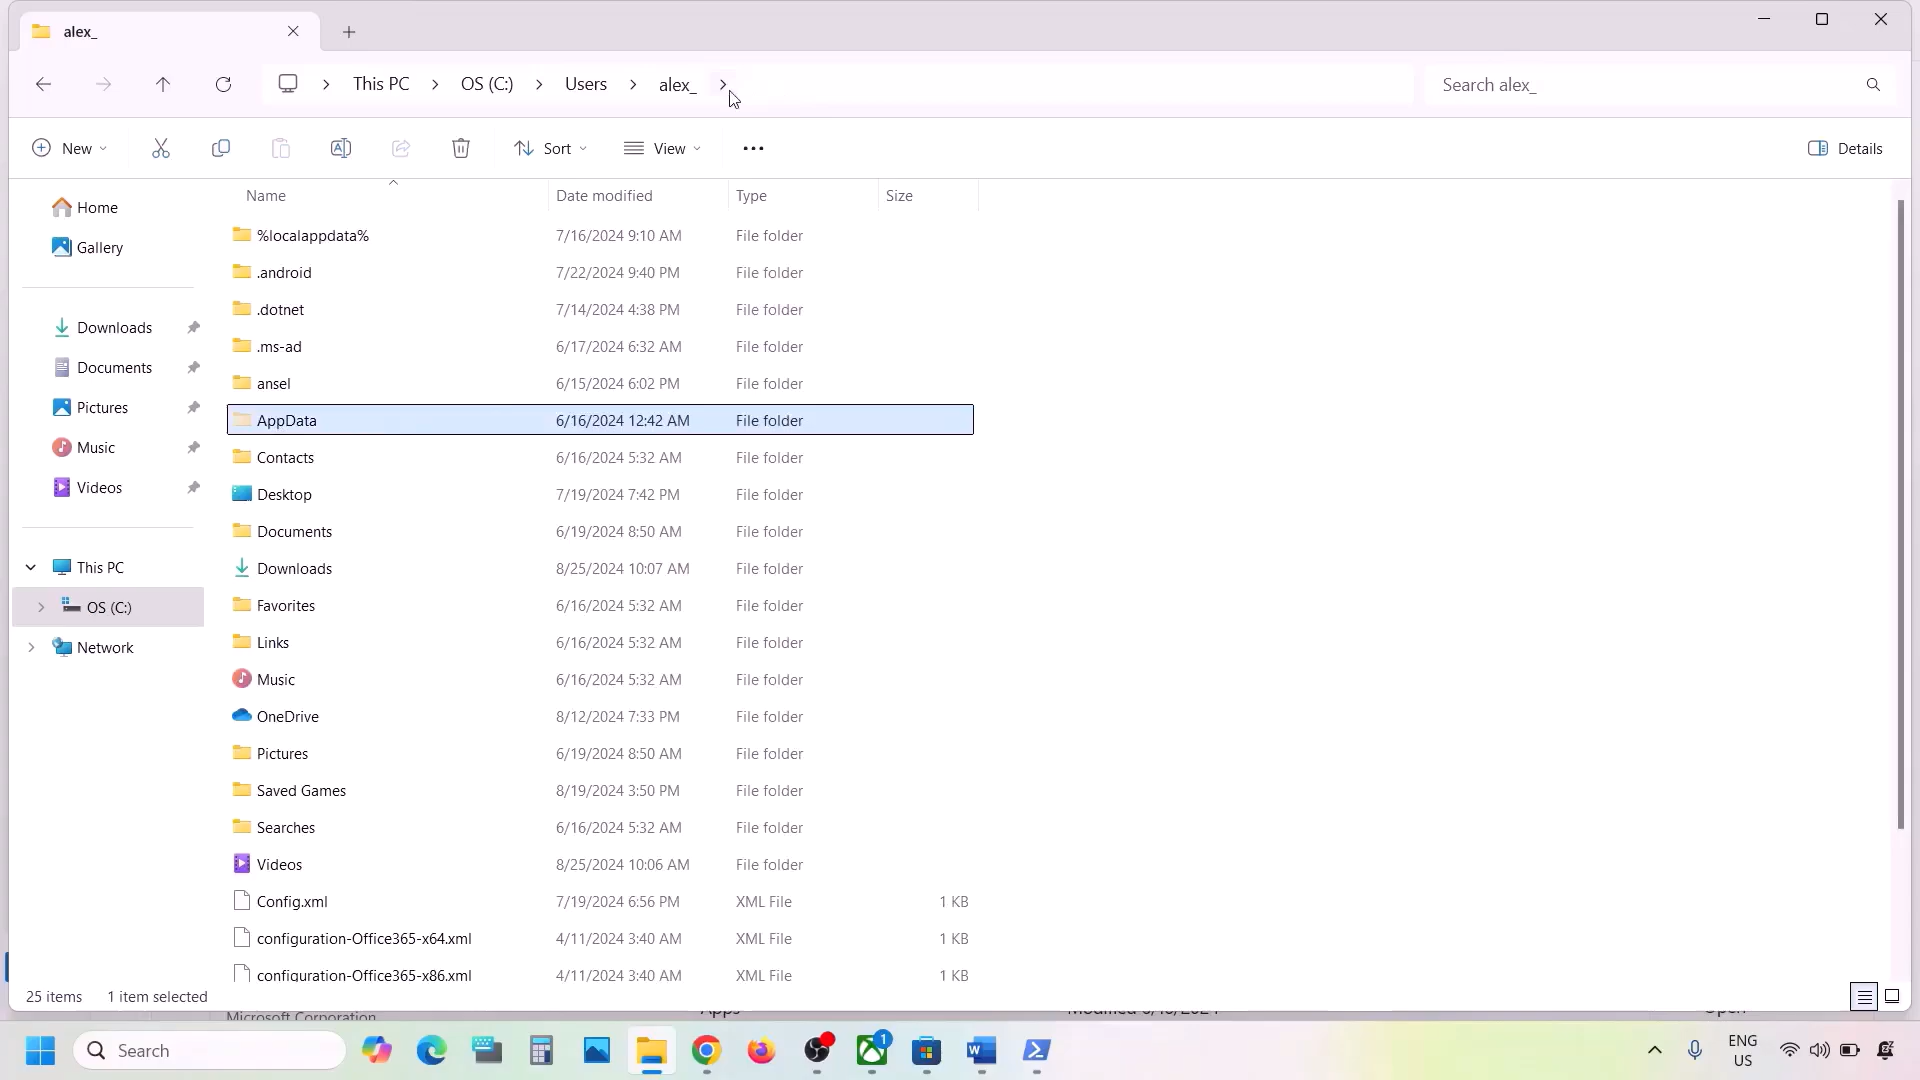 alex_
This PC
OS (C:)
Users
alex_
Search alex_
New
Sort
View
Details
Name
Date modified
Type
Size
Home
Gallery
Downloads
Documents
Pictures
Music
Videos
This PC
OS (C:)
Network
%localappdata% 7/16/2024 9:10 AM File folder
.android 7/22/2024 9:40 PM File folder
.dotnet 7/14/2024 4:38 PM File folder
.ms-ad 6/17/2024 6:32 AM File folder
ansel 6/15/2024 6:02 PM File folder
AppData 6/16/2024 12:42 AM File folder
Contacts 6/16/2024 5:32 AM File folder
Desktop 7/19/2024 7:42 PM File folder
Documents 6/19/2024 8:50 AM File folder
Downloads 8/25/2024 10:07 AM File folder
Favorites 6/16/2024 5:32 AM File folder
Links 6/16/2024 5:32 AM File folder
Music 6/16/2024 5:32 AM File folder
OneDrive 8/12/2024 7:33 PM File folder
Pictures 6/19/2024 8:50 AM File folder
Saved Games 8/19/2024 3:50 PM File folder
Searches 6/16/2024 5:32 AM File folder
Videos 8/25/2024 10:06 AM File folder
Config.xml 7/19/2024 6:56 PM XML File 1 KB
configuration-Office365-x64.xml 4/11/2024 3:40 AM XML File 1 KB
configuration-Office365-x86.xml 4/11/2024 3:40 AM XML File 1 KB
25 items 1 item selected
Microsoft Corporation
Apps
Search
1
ENG
US